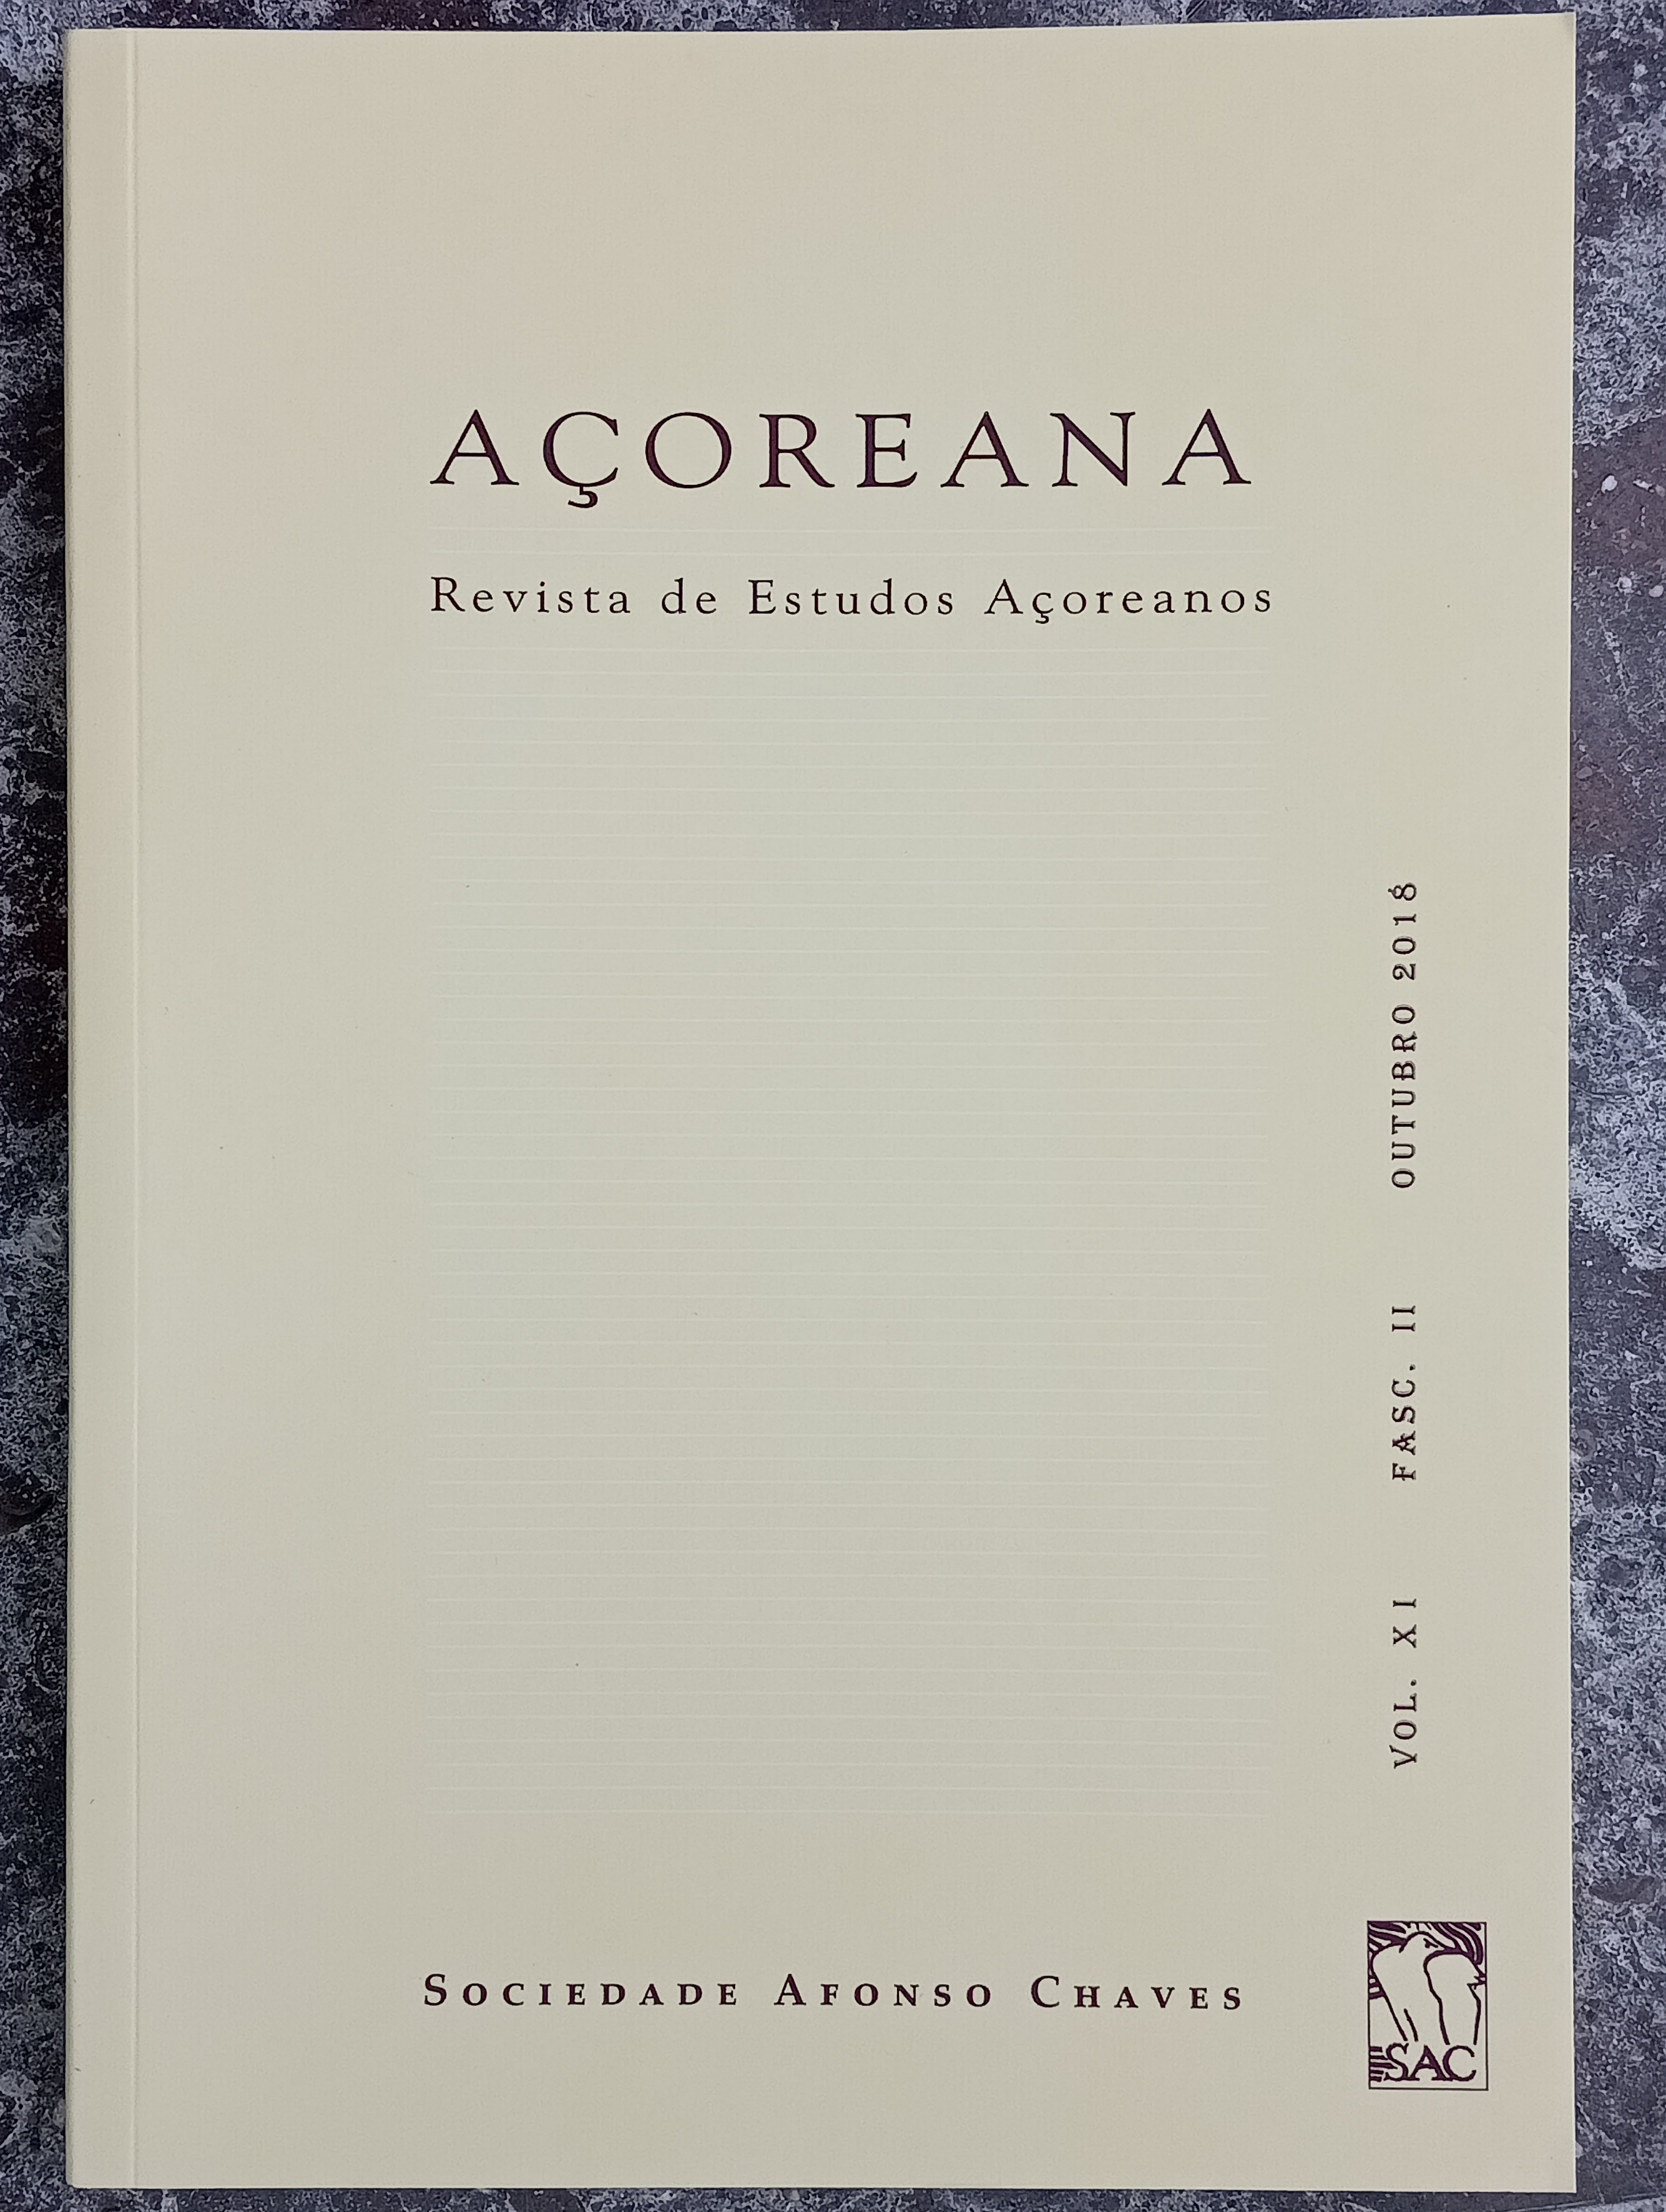 AÇOREANA
Revista de Estudos Açoreanos
VOL. XI FASC. II OUTUBRO 2018
SOCIEDADE AFONSO CHAVES
SAC